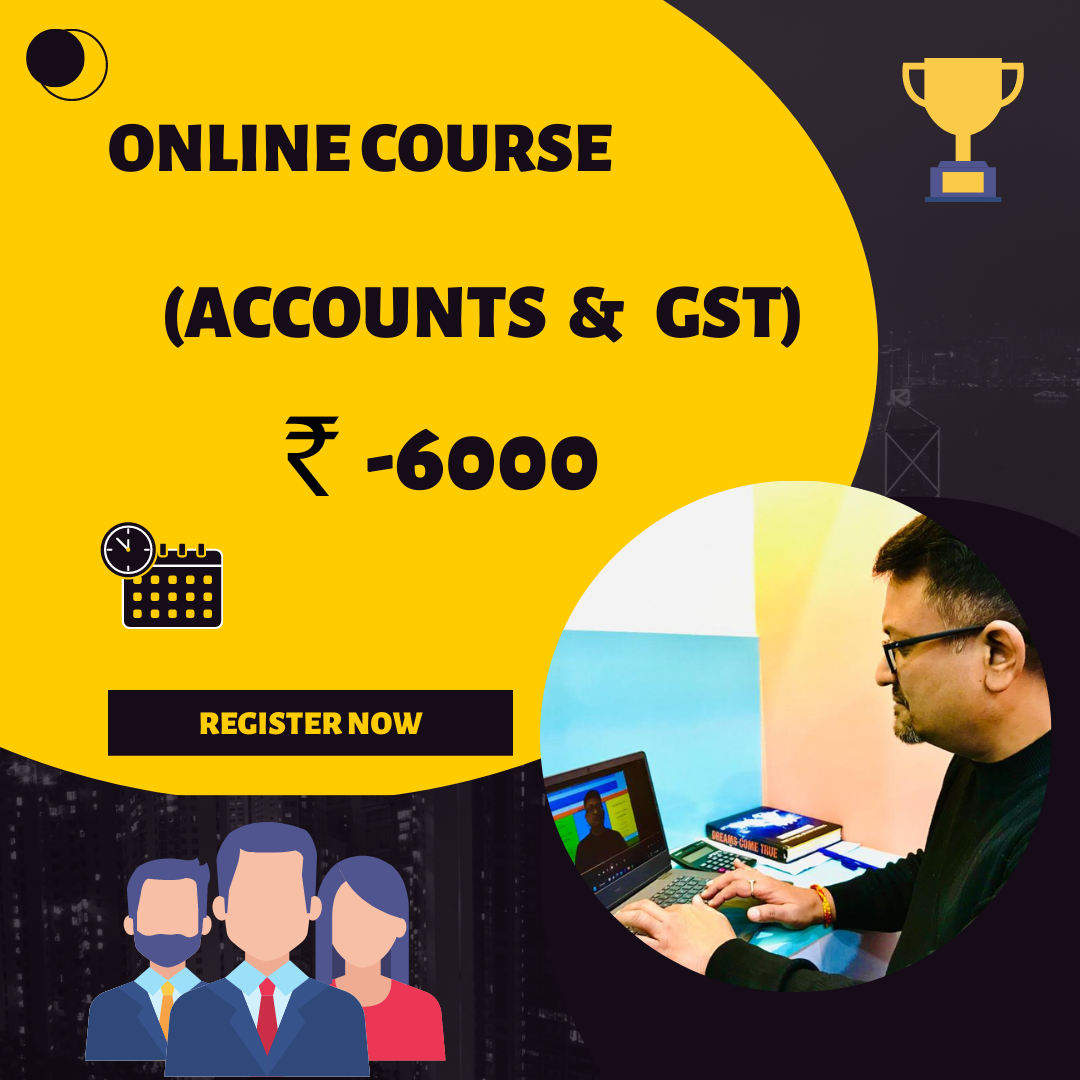 ONLINE COURSE
(ACCOUNTS & GST)
₹ -6000
REGISTER NOW
DREAMS COME TRUE